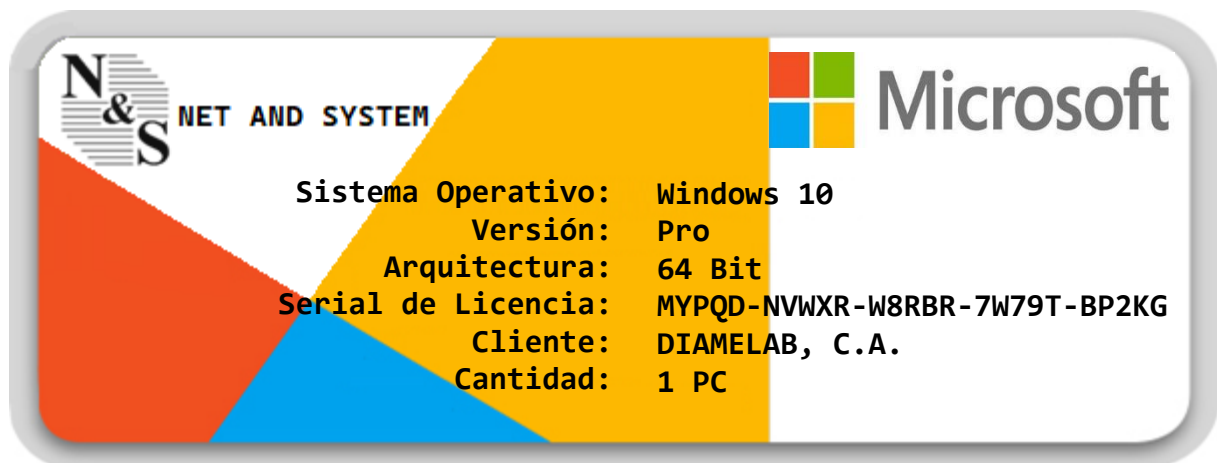 N&S NET AND SYSTEM
Microsoft
Sistema Operativo: Windows 10
Versión: Pro
Arquitectura: 64 Bit
Serial de Licencia: MYPQD-NVWXR-W8RBR-7W79T-BP2KG
Cliente: DIAMELAB, C.A.
Cantidad: 1 PC